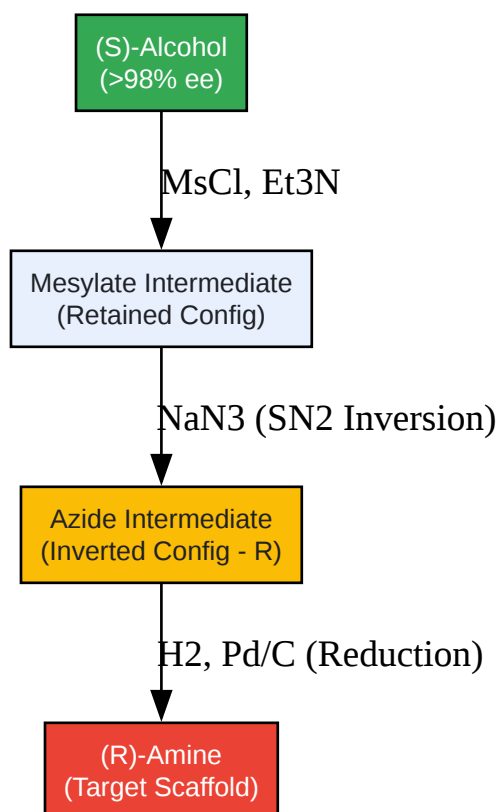 (S)-Alcohol
(>98% ee)
MsCl, Et3N
Mesylate Intermediate
(Retained Config)
NaN3 (SN2 Inversion)
Azide Intermediate
(Inverted Config - R)
H2, Pd/C (Reduction)
(R)-Amine
(Target Scaffold)